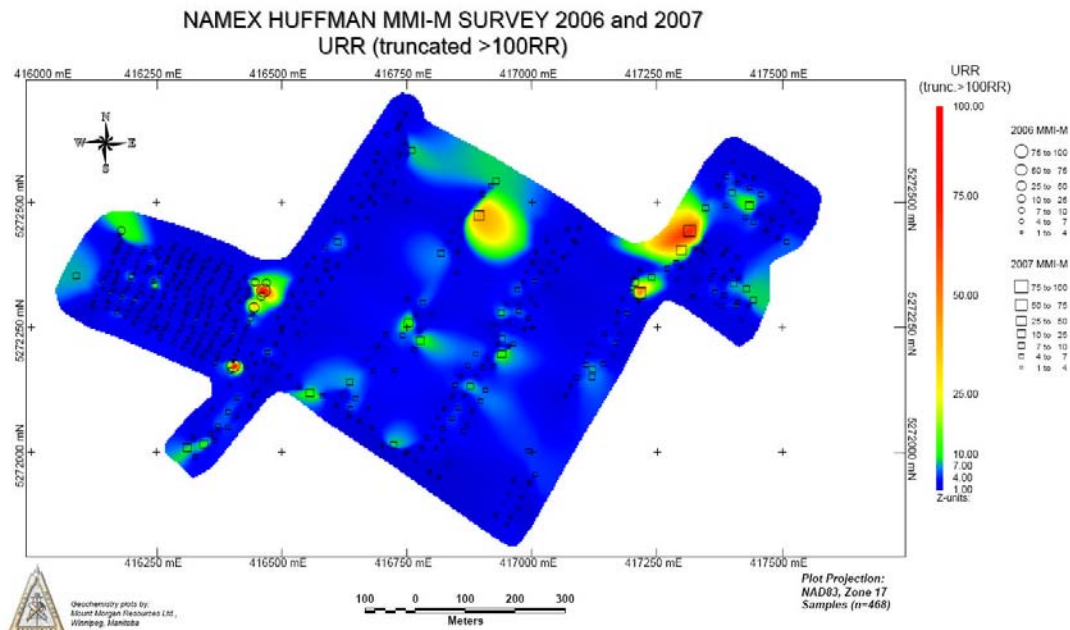 NAMEX HUFFMAN MMI-M SURVEY 2006 and 2007
URR (truncated >100RR)
416000 mE 416250 mE 416500 mE 416750 mE 417000 mE 417250 mE 417500 mE
URR
(trunc.>100RR)
100.00
75.00
50.00
25.00
10.00
7.00
4.00
1.00
Z-units:
2006 MMI-M
75 to 100
50 to 75
25 to 50
10 to 25
7 to 10
4 to 7
1 to 4
2007 MMI-M
75 to 100
50 to 75
25 to 50
10 to 25
7 to 10
4 to 7
1 to 4
N
W E
S
5272500 mN
5272250 mN
5272000 mN
5272500 mN
5272250 mN
5272000 mN
416250 mE 416500 mE 416750 mE 417000 mE 417250 mE 417500 mE
Geochemistry plots by:
Mount Morgan Resources Ltd.,
Winnipeg, Manitoba
100 0 100 200 300
Meters
Plot Projection:
NAD83, Zone 17
Samples (n=468)